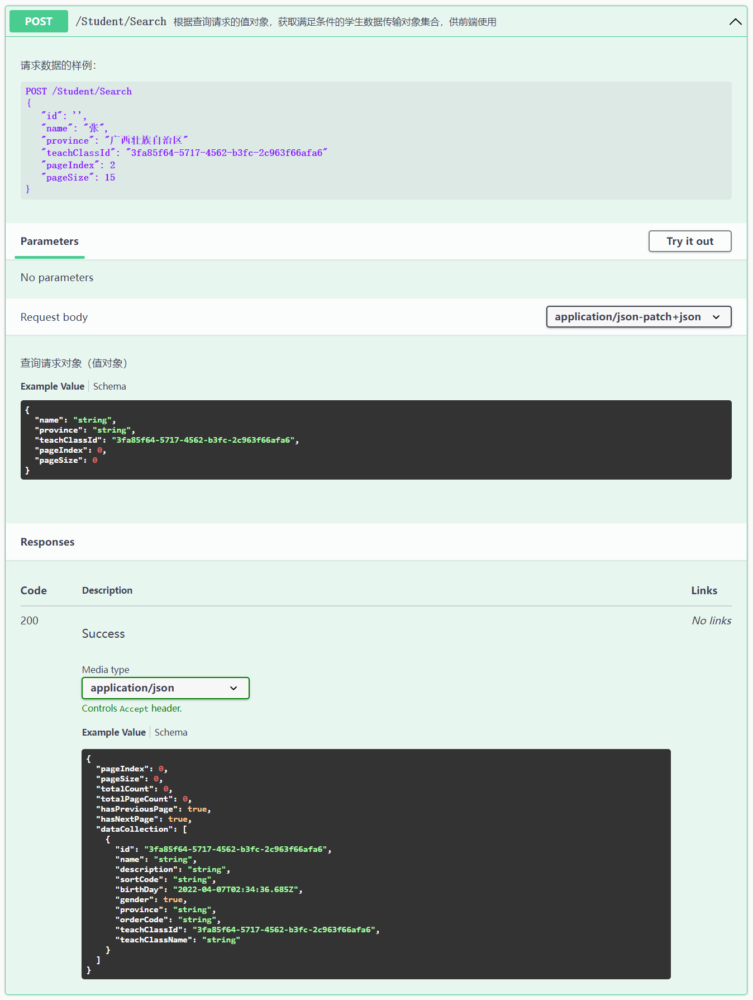 POST /Student/Search 根据查询请求的值对象，获取满足条件的学生数据传输对象集合，供前端使用
请求数据的样例：
POST /Student/Search
{
"id": '',
"name": "张",
"province": "广西壮族自治区"
"teachClassId": "3fa85f64-5717-4562-b3fc-2c963f66afa6"
"pageIndex": 2
"pageSize": 15
}
Parameters Try it out
No parameters
Request body application/json-patch+json
查询请求对象（值对象）
Example Value Schema
{
"name": "string",
"province": "string",
"teachClassId": "3fa85f64-5717-4562-b3fc-2c963f66afa6",
"pageIndex": 0,
"pageSize": 0
}
Responses
Code Description Links
200 No links
Success
Media type
application/json
Controls Accept header.
Example Value Schema
{
"pageIndex": 0,
"pageSize": 0,
"totalCount": 0,
"totalPageCount": 0,
"hasPreviousPage": true,
"hasNextPage": true,
"dataCollection": [
{
"id": "3fa85f64-5717-4562-b3fc-2c963f66afa6",
"name": "string",
"description": "string",
"sortCode": "string",
"birthDay": "2022-04-07T02:34:36.685Z",
"gender": true,
"province": "string",
"orderCode": "string",
"teachClassId": "3fa85f64-5717-4562-b3fc-2c963f66afa6",
"teachClassName": "string"
}
]
}